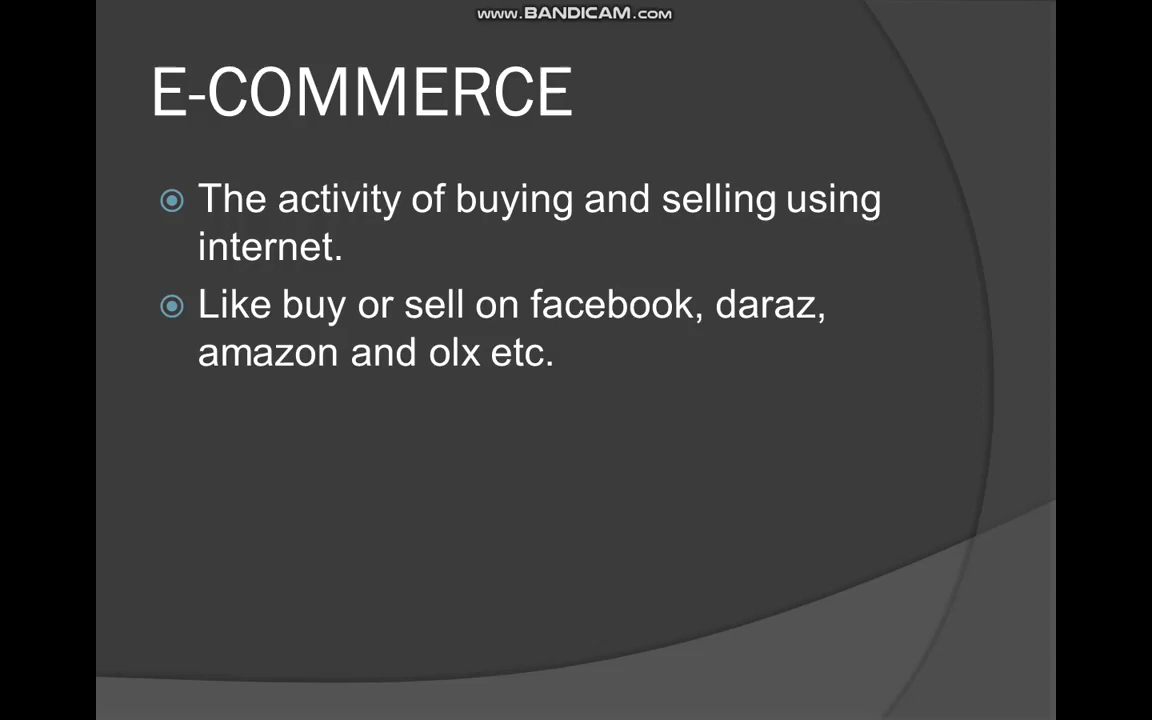 www.BANDICAM.com
E-COMMERCE
The activity of buying and selling using
internet.
Like buy or sell on facebook, daraz,
amazon and olx etc.